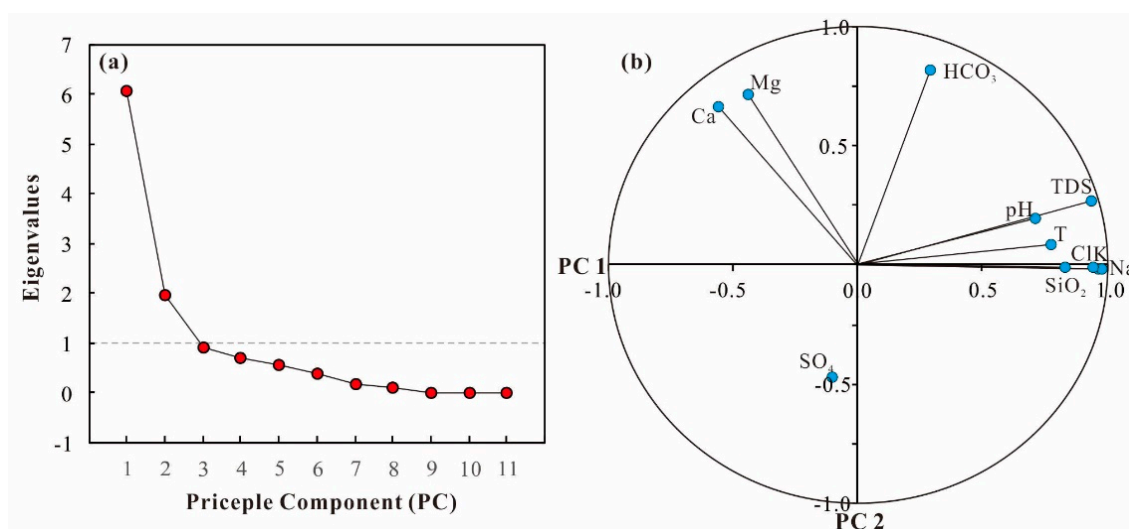 (a)
7
6
5
4
3
2
1
0
-1
Eigenvalues
1 2 3 4 5 6 7 8 9 10 11
Priceple Component (PC)
(b)
1.0
Mg
HCO₃
Ca
0.5
TDS
pH
T
ClK
Na
PC 1
SiO₂
-1.0 -0.5 0.0 0.5 1.0
SO₄
-0.5
-1.0
PC 2